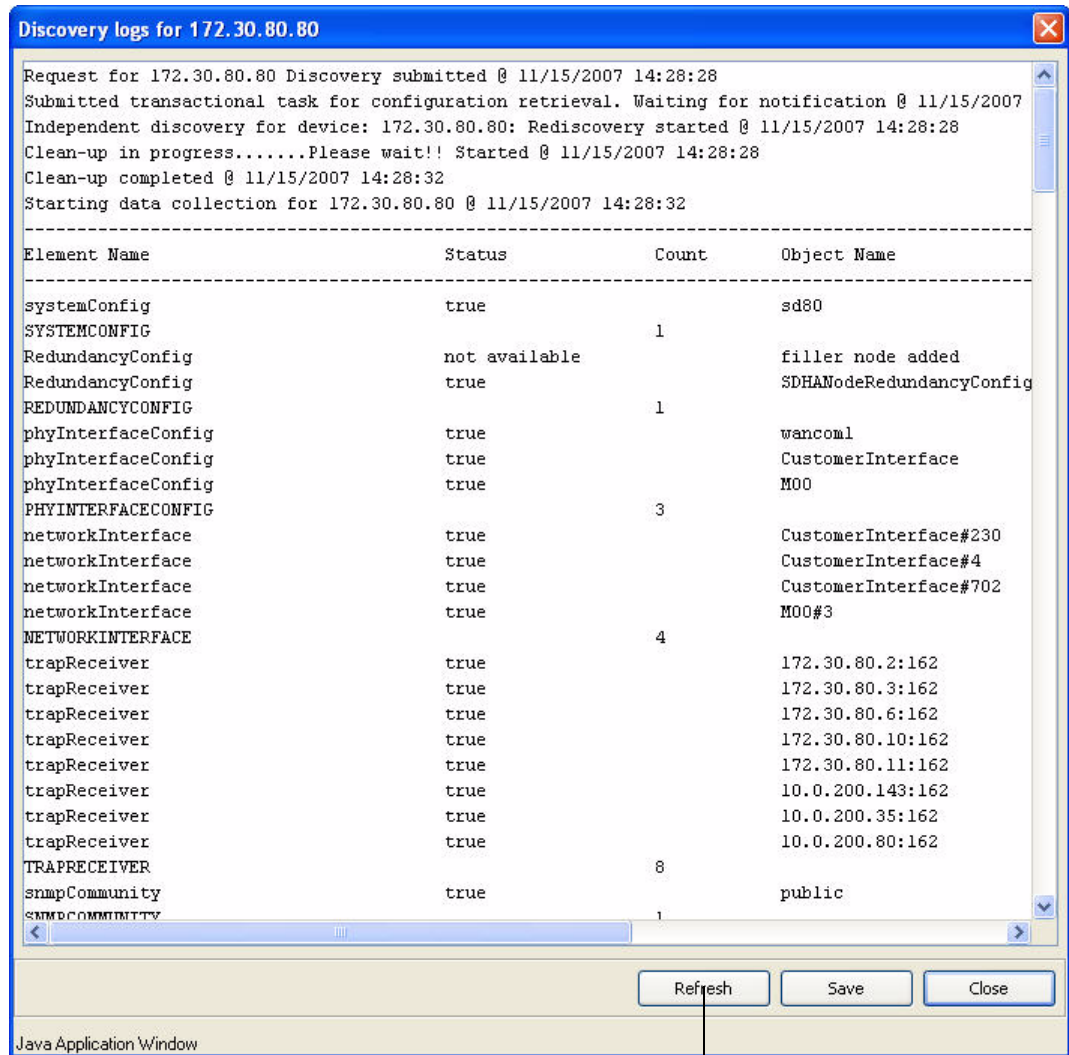 Discovery logs for 172.30.80.80
Request for 172.30.80.80 Discovery submitted @ 11/15/2007 14:28:28
Submitted transactional task for configuration retrieval. Waiting for notification @ 11/15/2007
Independent discovery for device: 172.30.80.80: Rediscovery started @ 11/15/2007 14:28:28
Clean-up in progress.......Please wait!! Started @ 11/15/2007 14:28:28
Clean-up completed @ 11/15/2007 14:28:32
Starting data collection for 172.30.80.80 @ 11/15/2007 14:28:32
Element Name Status Count Object Name
systemConfig true sd80
SYSTEMCONFIG 1
RedundancyConfig not available filler node added
RedundancyConfig true SDHANodeRedundancyConfig
REDUNDANCYCONFIG 1
phyInterfaceConfig true wancom1
phyInterfaceConfig true CustomerInterface
phyInterfaceConfig true M00
PHYINTERFACECONFIG 3
networkInterface true CustomerInterface#230
networkInterface true CustomerInterface#4
networkInterface true CustomerInterface#702
networkInterface true M00#3
NETWORKINTERFACE 4
trapReceiver true 172.30.80.2:162
trapReceiver true 172.30.80.3:162
trapReceiver true 172.30.80.6:162
trapReceiver true 172.30.80.10:162
trapReceiver true 172.30.80.11:162
trapReceiver true 10.0.200.143:162
trapReceiver true 10.0.200.35:162
trapReceiver true 10.0.200.80:162
TRAPRECEIVER 8
snmpCommunity true public
SNMPCOMMUNITY 1
Refresh Save Close
Java Application Window